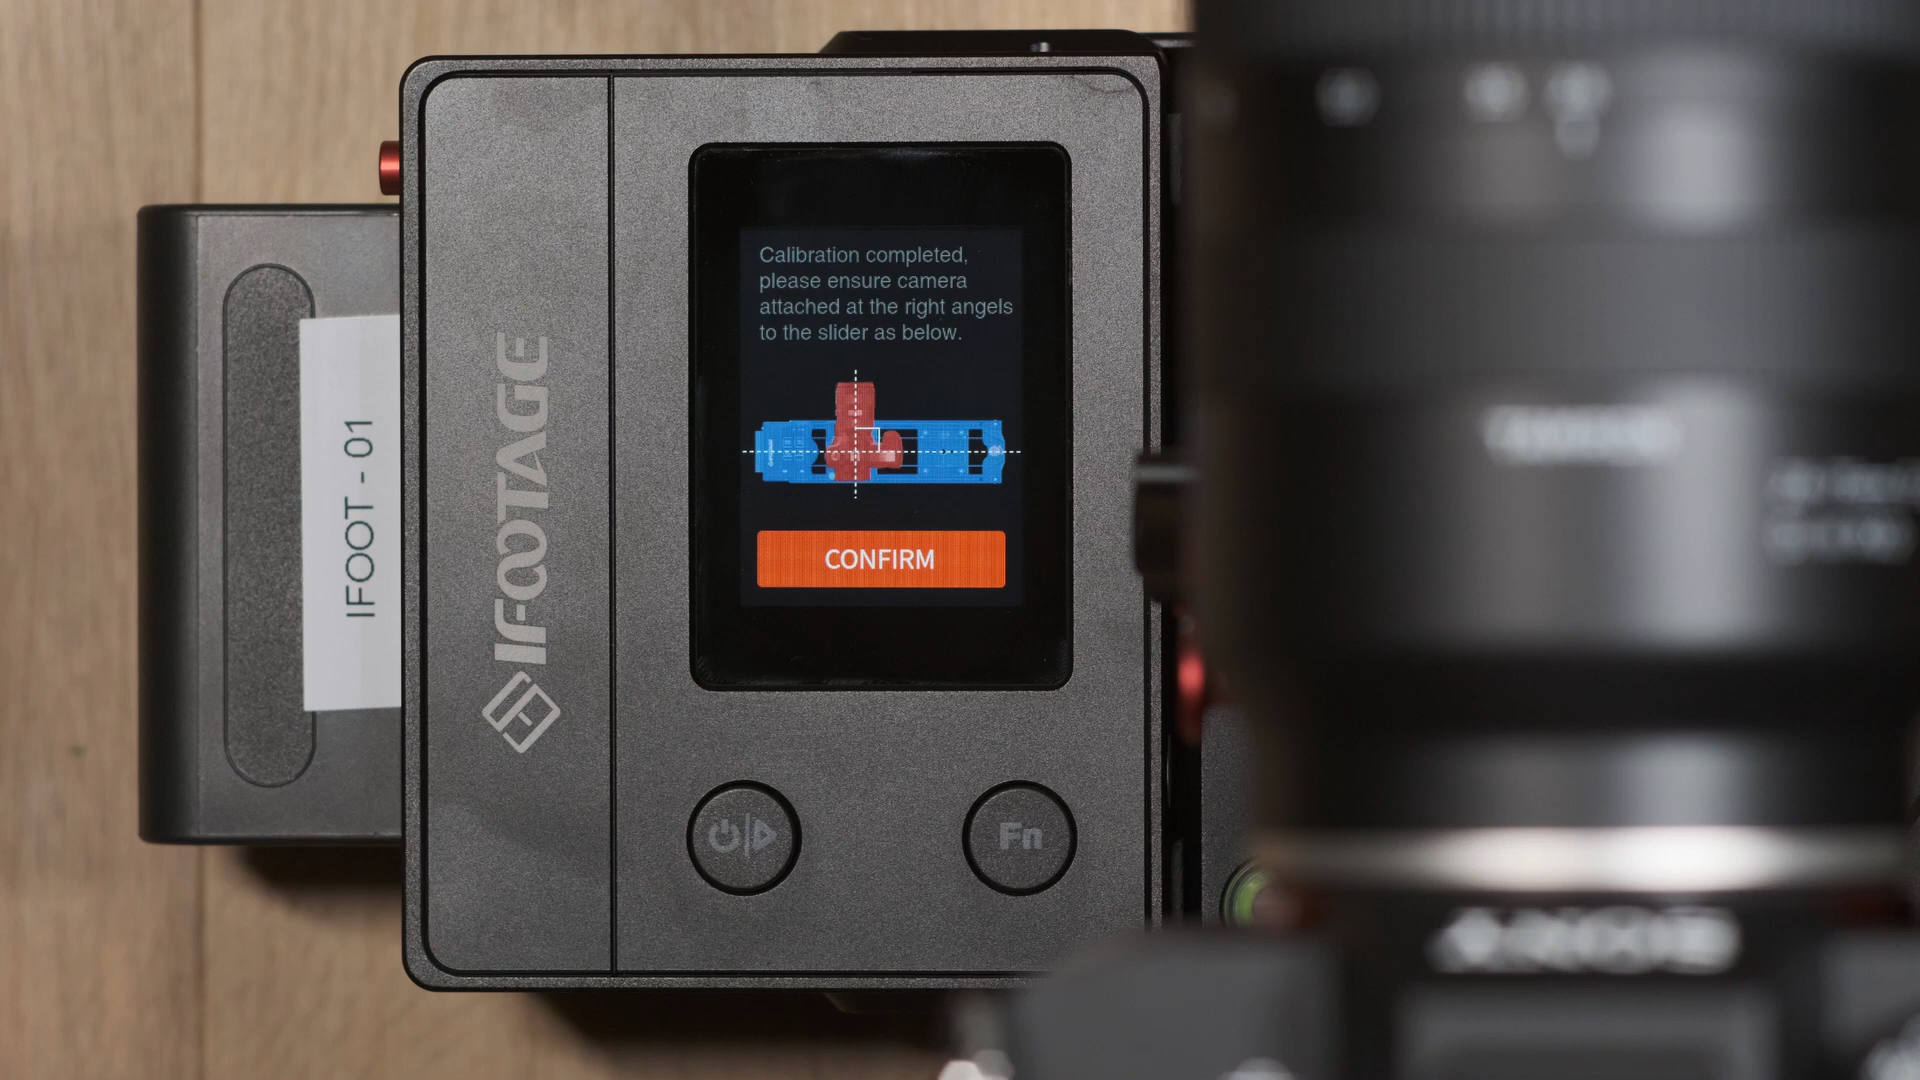 IFOOT - 01
IFOOTAGE
Calibration completed,
please ensure camera
attached at the right angels
to the slider as below.
CONFIRM
Fn